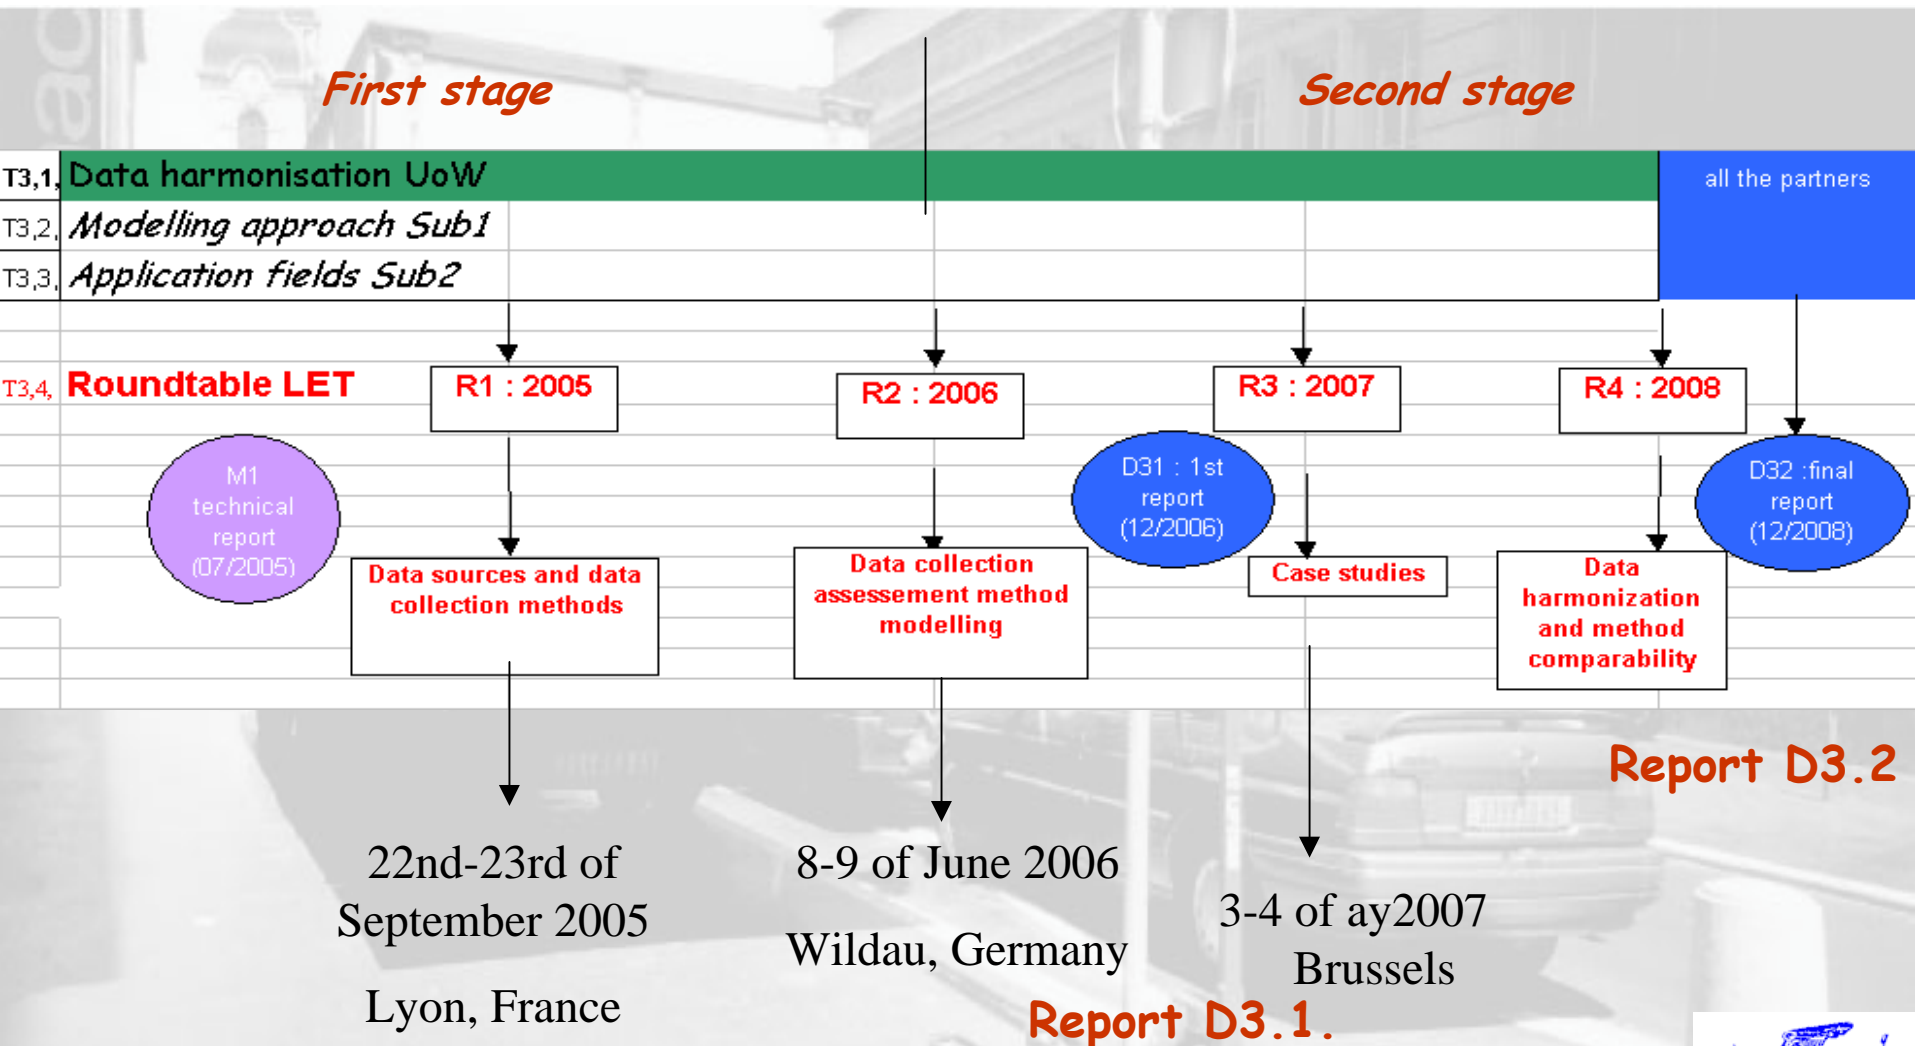 First stage
Second stage
T3,1, Data harmonisation UoW
all the partners
T3,2, Modelling approach Sub1
T3,3, Application fields Sub2
T3,4, Roundtable LET
R1 : 2005
R2 : 2006
R3 : 2007
R4 : 2008
M1
technical
report
(07/2005)
D31 : 1st
report
(12/2006)
D32 :final
report
(12/2008)
Data sources and data
collection methods
Data collection
assessement method
modelling
Case studies
Data
harmonization
and method
comparability
Report D3.2
22nd-23rd of
September 2005
Lyon, France
8-9 of June 2006
Wildau, Germany
3-4 of ay2007
Brussels
Report D3.1.